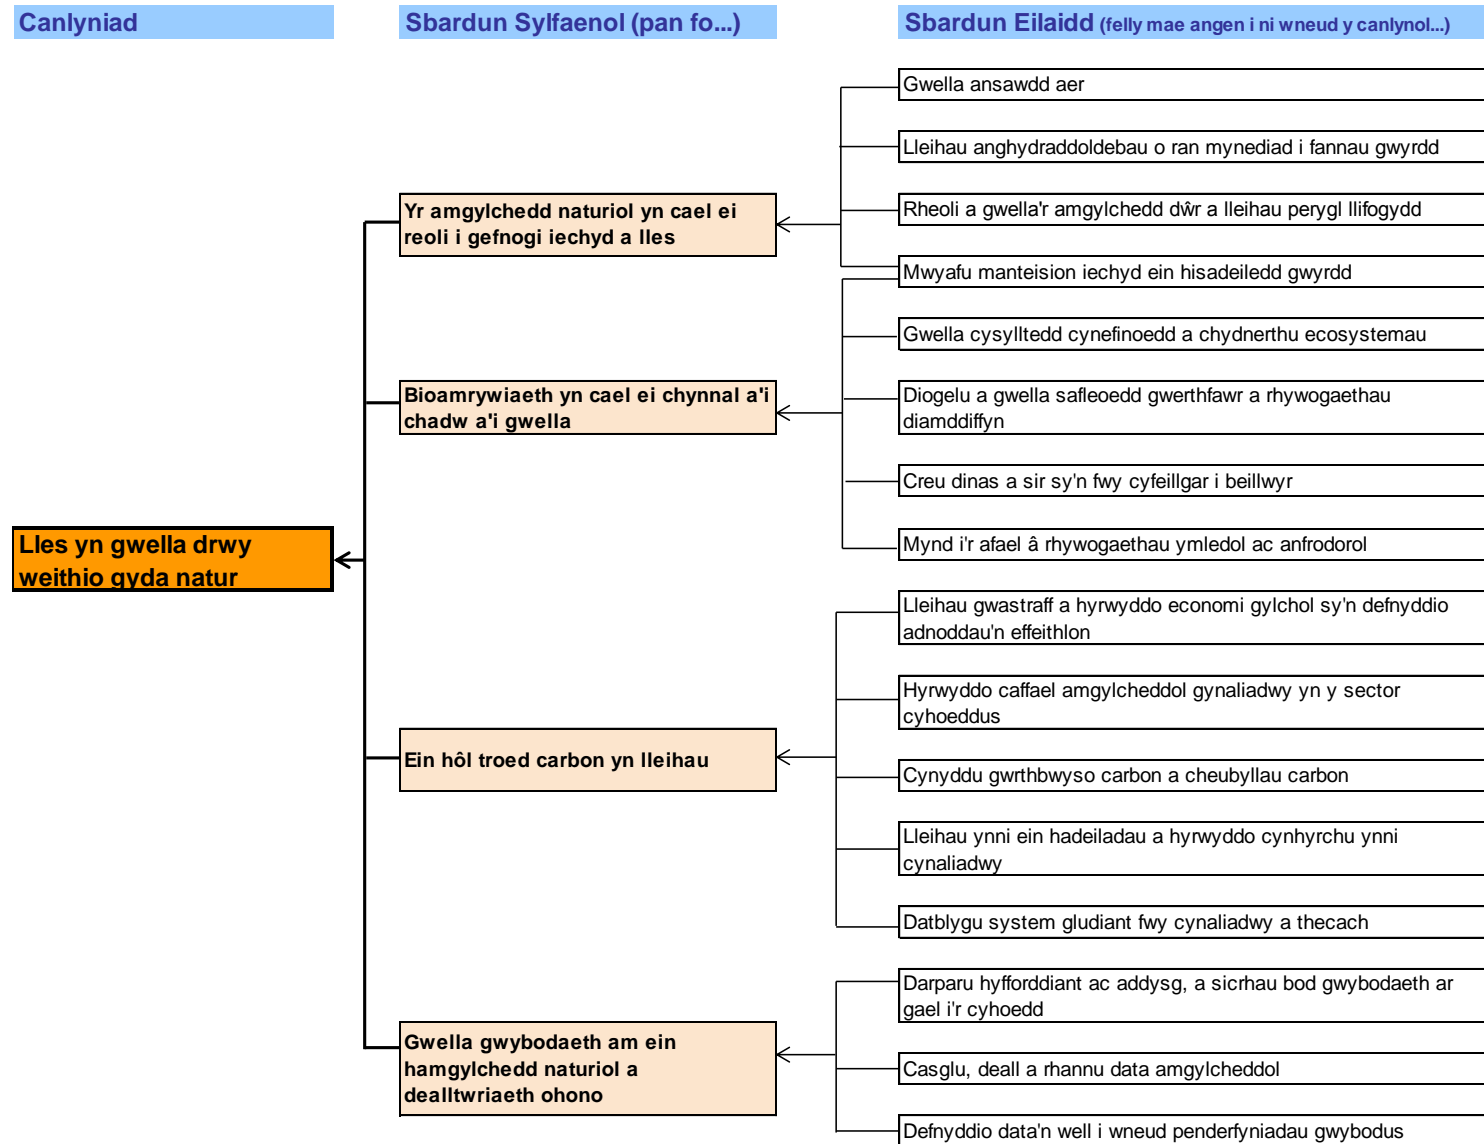 Canlyniad
Sbardun Sylfaenol (pan fo...)
Sbardun Eilaidd (felly mae angen i ni wneud y canlynol...)
Gwella ansawdd aer
Lleihau anghydraddoldebau o ran mynediad i fannau gwyrdd
Yr amgylchedd naturiol yn cael ei
reoli i gefnogi iechyd a lles
Rheoli a gwella'r amgylchedd dŵr a lleihau perygl llifogydd
Mwyafu manteision iechyd ein hisadeiledd gwyrdd
Gwella cysylltedd cynefinoedd a chydnerthu ecosystemau
Bioamrywiaeth yn cael ei chynnal a'i
chadw a'i gwella
Diogelu a gwella safleoedd gwerthfawr a rhywogaethau
diamddiffyn
Creu dinas a sir sy'n fwy cyfeillgar i beillwyr
Lles yn gwella drwy
weithio gyda natur
Mynd i'r afael â rhywogaethau ymledol ac anfrodorol
Lleihau gwastraff a hyrwyddo economi gylchol sy'n defnyddio
adnoddau'n effeithlon
Hyrwyddo caffael amgylcheddol gynaliadwy yn y sector
cyhoeddus
Ein hôl troed carbon yn lleihau
Cynyddu gwrthbwyso carbon a cheubyllau carbon
Lleihau ynni ein hadeiladau a hyrwyddo cynhyrchu ynni
cynaliadwy
Datblygu system gludiant fwy cynaliadwy a thecach
Darparu hyfforddiant ac addysg, a sicrhau bod gwybodaeth ar
gael i'r cyhoedd
Gwella gwybodaeth am ein
hamgylchedd naturiol a
dealltwriaeth ohono
Casglu, deall a rhannu data amgylcheddol
Defnyddio data'n well i wneud penderfyniadau gwybodus